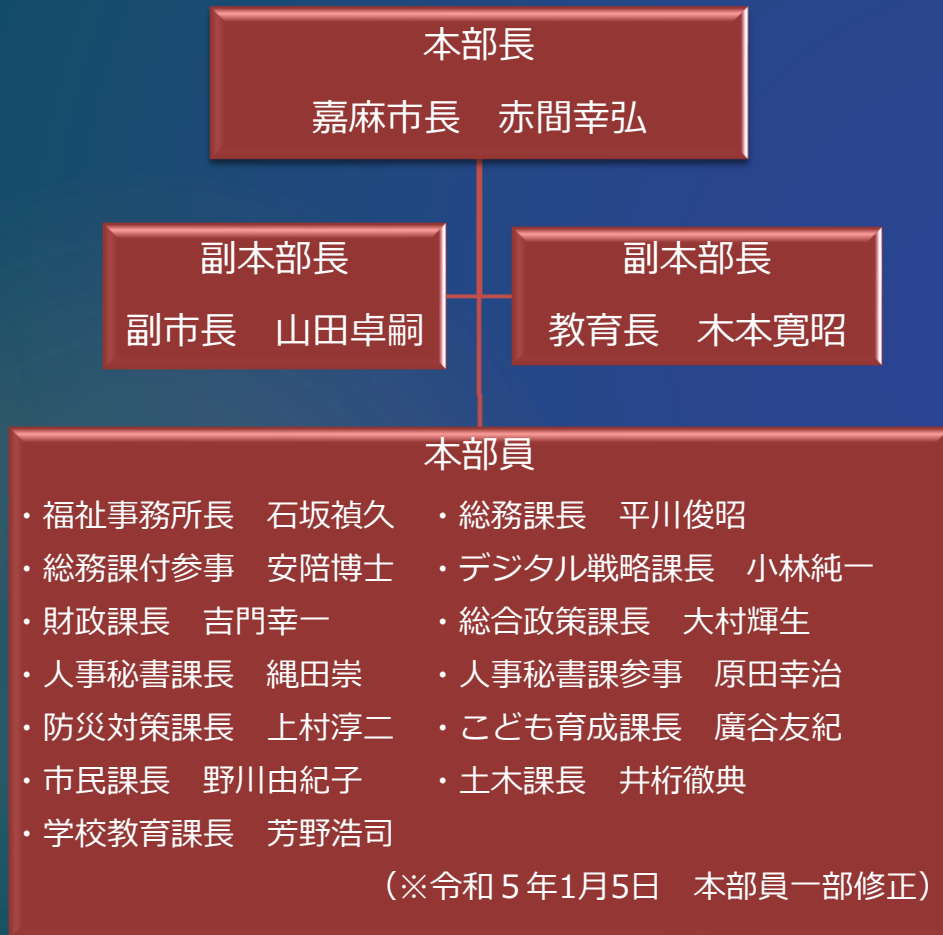 本部長
嘉麻市長　赤間幸弘
副本部長
副市長　山田卓嗣
副本部長
教育長　木本寛昭
本部員
・福祉事務所長　石坂禎久　・総務課長　平川俊昭
・総務課付参事　安陪博士　・デジタル戦略課長　小林純一
・財政課長　吉門幸一　・総合政策課長　大村輝生
・人事秘書課長　縄田崇　・人事秘書課参事　原田幸治
・防災対策課長　上村淳二　・こども育成課長　廣谷友紀
・市民課長　野川由紀子　・土木課長　井桁徹典
・学校教育課長　芳野浩司
（※令和５年1月5日　本部員一部修正）